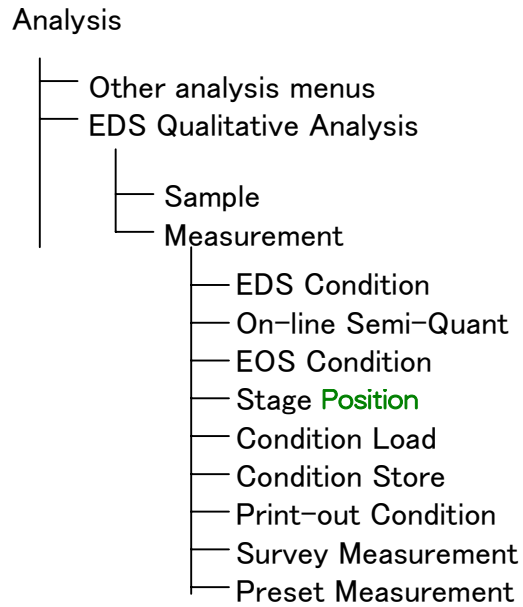 Analysis
Other analysis menus
EDS Qualitative Analysis
Sample
Measurement
EDS Condition
On-line Semi-Quant
EOS Condition
Stage Position
Condition Load
Condition Store
Print-out Condition
Survey Measurement
Preset Measurement